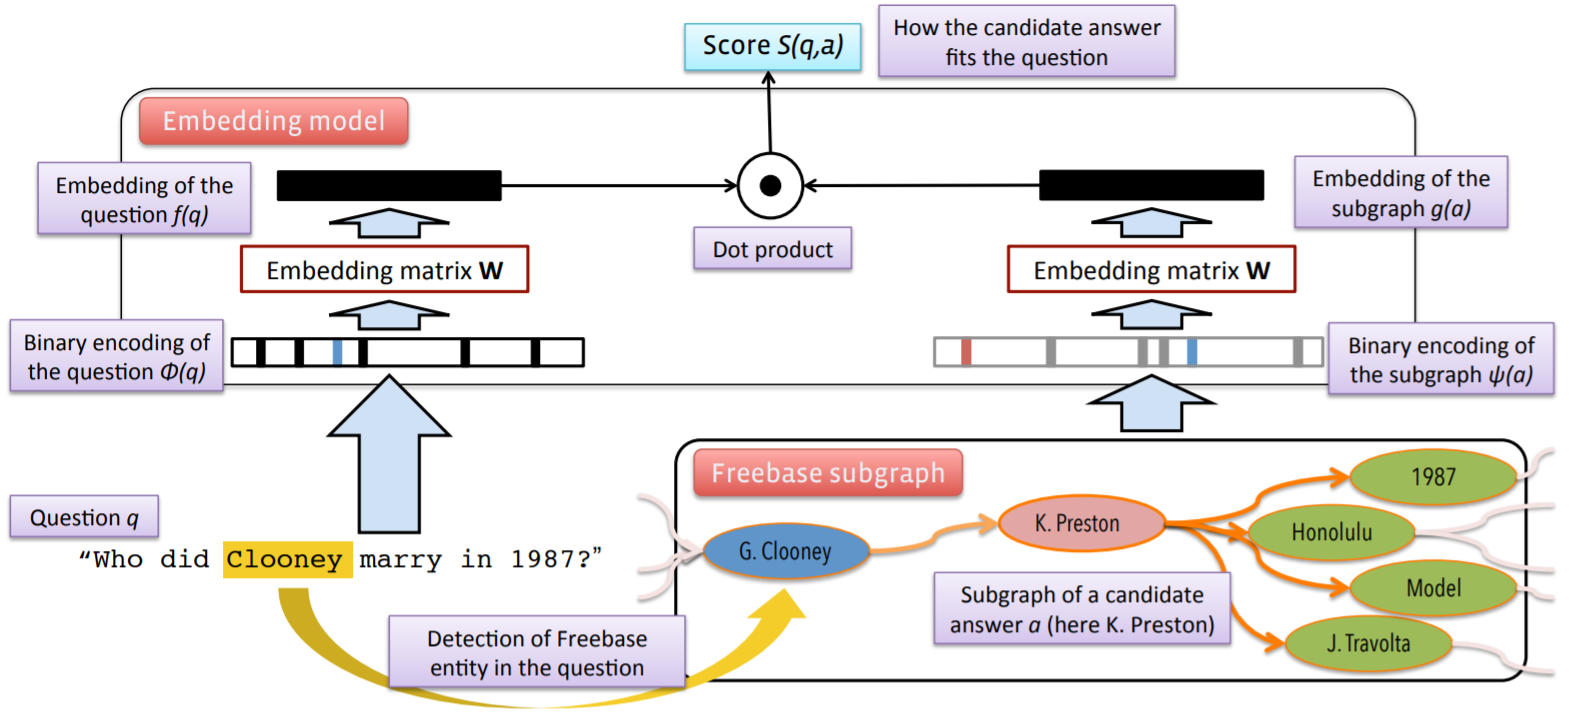 Score S(q,a)
How the candidate answer
fits the question
Embedding model
Embedding of the
question f(q)
Embedding of the
subgraph g(a)
Dot product
Embedding matrix W
Embedding matrix W
Binary encoding of
the question Φ(q)
Binary encoding of
the subgraph ψ(a)
Freebase subgraph
Question q
“Who did Clooney marry in 1987?”
G. Clooney
K. Preston
1987
Honolulu
Model
J. Travolta
Subgraph of a candidate
answer a (here K. Preston)
Detection of Freebase
entity in the question